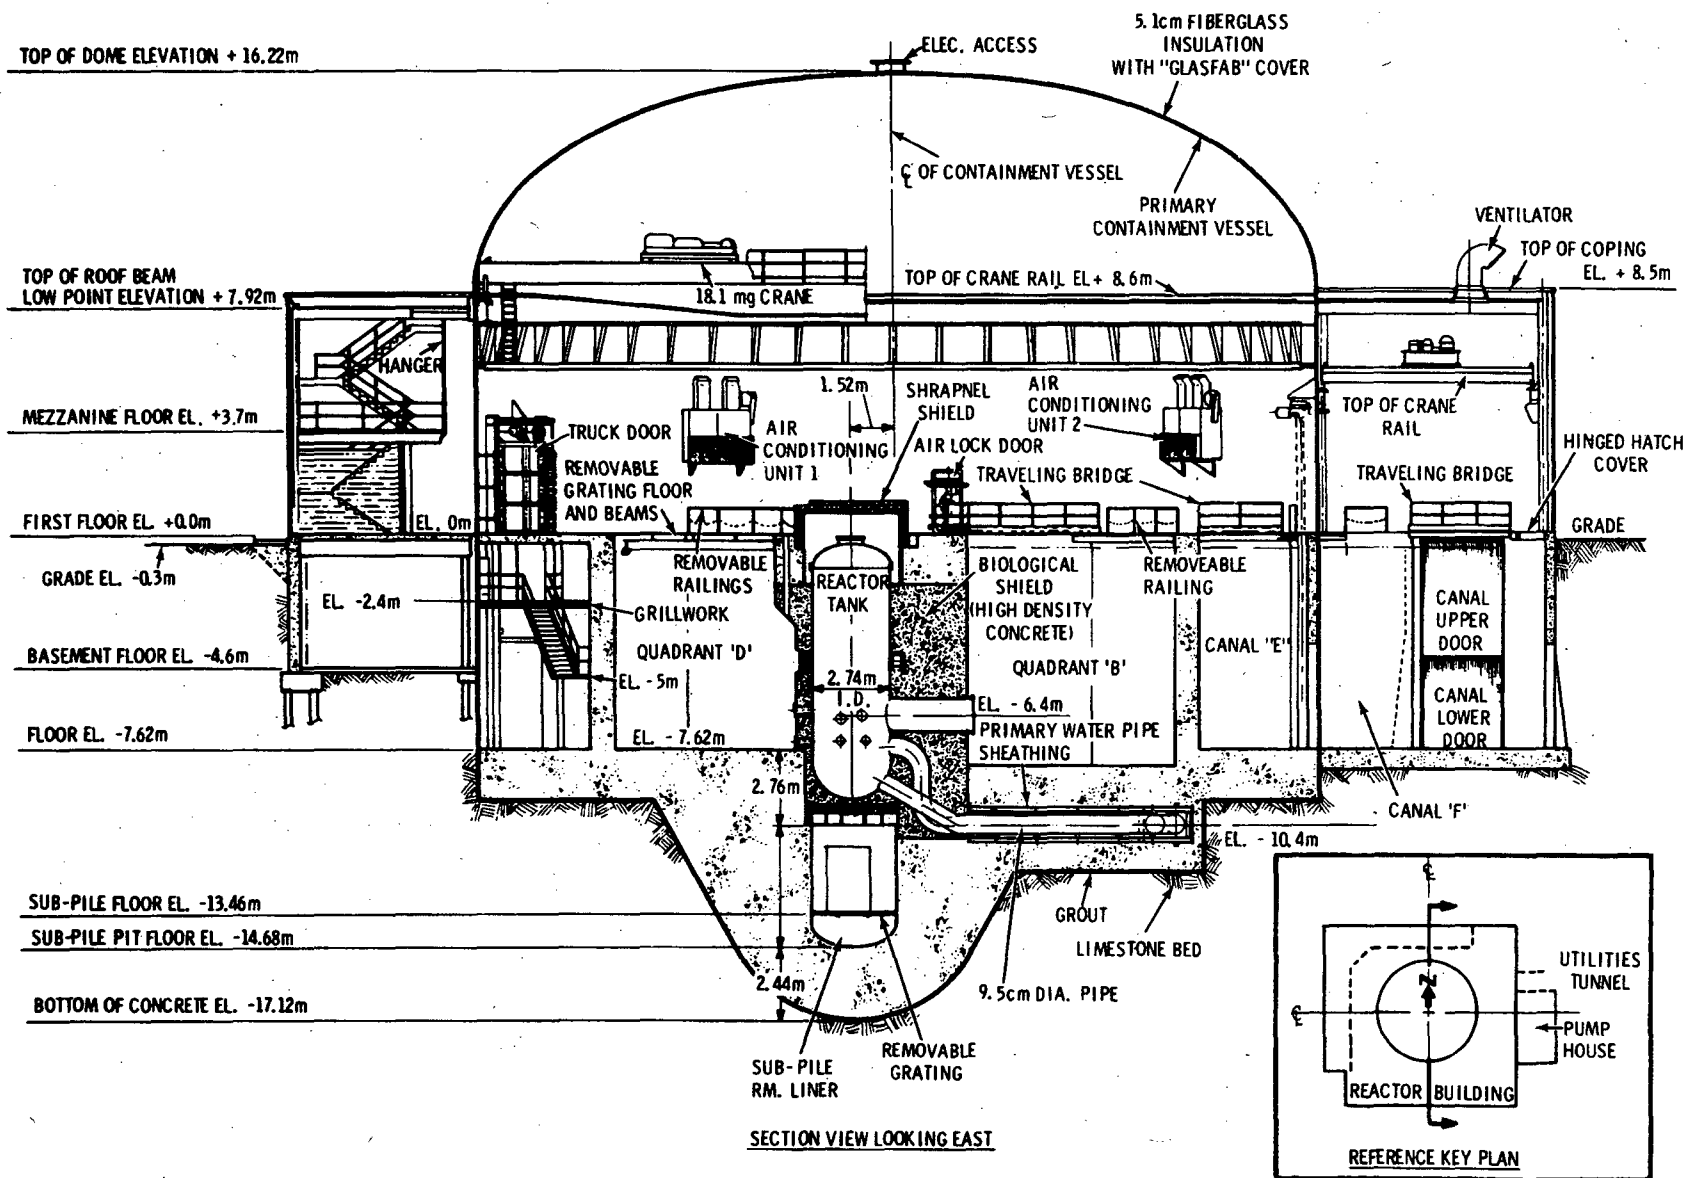 TOP OF DOME ELEVATION + 16.22m
ELEC. ACCESS
5.1cm FIBERGLASS
INSULATION
WITH "GLASFAB" COVER
℄ OF CONTAINMENT VESSEL
PRIMARY
CONTAINMENT VESSEL
VENTILATOR
TOP OF COPING
EL. + 8.5m
TOP OF ROOF BEAM
LOW POINT ELEVATION + 7.92m
18.1 mg CRANE
TOP OF CRANE RAIL EL+ 8.6m
HANGER
1.52m
SHRAPNEL
SHIELD
AIR
CONDITIONING
UNIT 2
TOP OF CRANE
RAIL
MEZZANINE FLOOR EL. +3.7m
TRUCK DOOR
AIR
CONDITIONING
UNIT 1
AIR LOCK DOOR
HINGED HATCH
COVER
REMOVABLE
GRATING FLOOR
AND BEAMS
TRAVELING BRIDGE
TRAVELING BRIDGE
FIRST FLOOR EL. +0.0m
EL. 0m
GRADE
GRADE EL. -0.3m
REMOVABLE
RAILINGS
REACTOR
TANK
BIOLOGICAL
SHIELD
(HIGH DENSITY
CONCRETE)
REMOVEABLE
RAILING
EL. -2.4m
GRILLWORK
CANAL
UPPER
DOOR
BASEMENT FLOOR EL. -4.6m
QUADRANT 'D'
QUADRANT 'B'
CANAL "E"
EL. -5m
2.74m
I.D.
EL. - 6.4m
CANAL
LOWER
DOOR
FLOOR EL. -7.62m
EL. - 7.62m
PRIMARY WATER PIPE
SHEATHING
2.76m
CANAL 'F'
EL. - 10.4m
SUB-PILE FLOOR EL. -13.46m
GROUT
SUB-PILE PIT FLOOR EL. -14.68m
LIMESTONE BED
2.44m
9.5cm DIA. PIPE
BOTTOM OF CONCRETE EL. -17.12m
SUB-PILE
RM. LINER
REMOVABLE
GRATING
SECTION VIEW LOOKING EAST
℄
UTILITIES
TUNNEL
N
℄
PUMP
HOUSE
REACTOR BUILDING
REFERENCE KEY PLAN